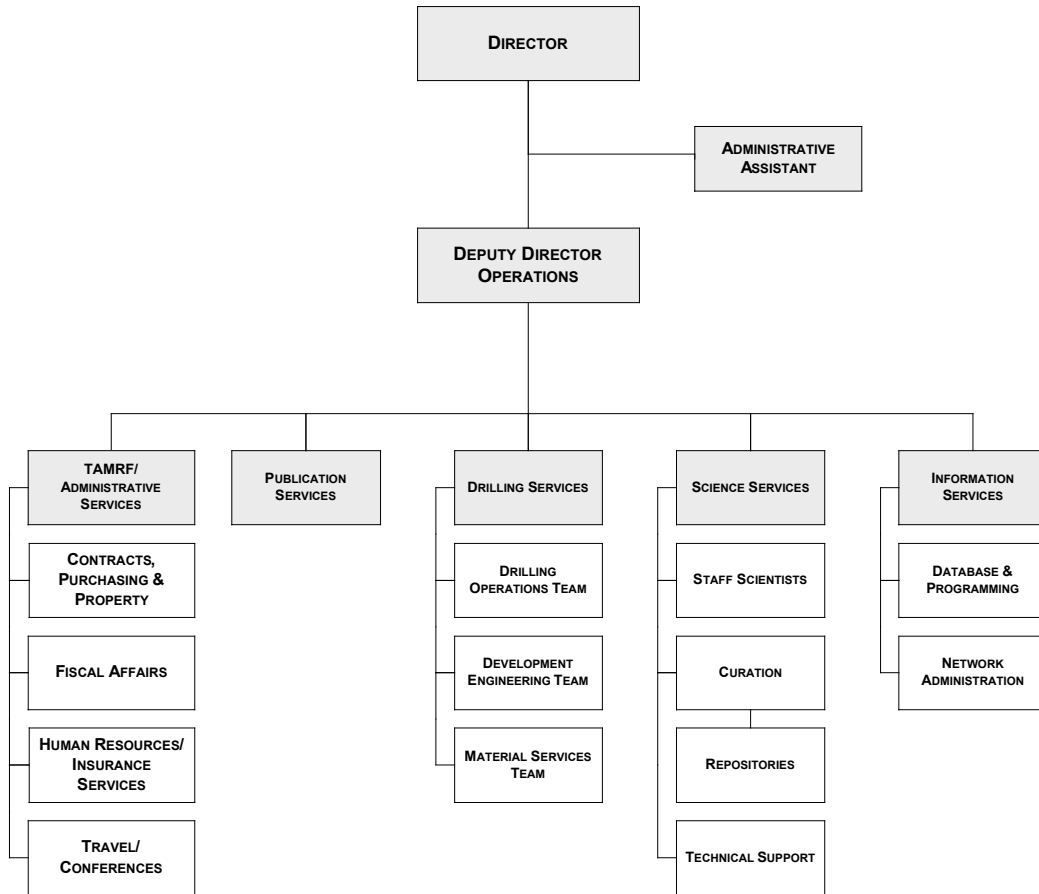 DIRECTOR
ADMINISTRATIVE
ASSISTANT
DEPUTY DIRECTOR
OPERATIONS
TAMRF/
ADMINISTRATIVE
SERVICES
PUBLICATION
SERVICES
DRILLING SERVICES
SCIENCE SERVICES
INFORMATION
SERVICES
CONTRACTS,
PURCHASING &
PROPERTY
DRILLING
OPERATIONS TEAM
STAFF SCIENTISTS
DATABASE &
PROGRAMMING
FISCAL AFFAIRS
DEVELOPMENT
ENGINEERING TEAM
CURATION
NETWORK
ADMINISTRATION
HUMAN RESOURCES/
INSURANCE
SERVICES
MATERIAL SERVICES
TEAM
REPOSITORIES
TRAVEL/
CONFERENCES
TECHNICAL SUPPORT